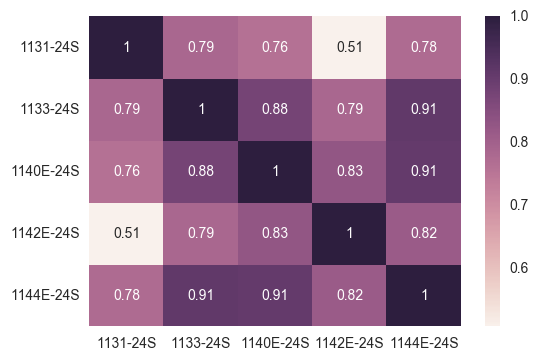 1.0
1131-24S 1 0.79 0.76 0.51 0.78
0.9
1133-24S 0.79 1 0.88 0.79 0.91
0.8
1140E-24S 0.76 0.88 1 0.83 0.91
0.7
1142E-24S 0.51 0.79 0.83 1 0.82
0.6
1144E-24S 0.78 0.91 0.91 0.82 1
1131-24S 1133-24S 1140E-24S 1142E-24S 1144E-24S